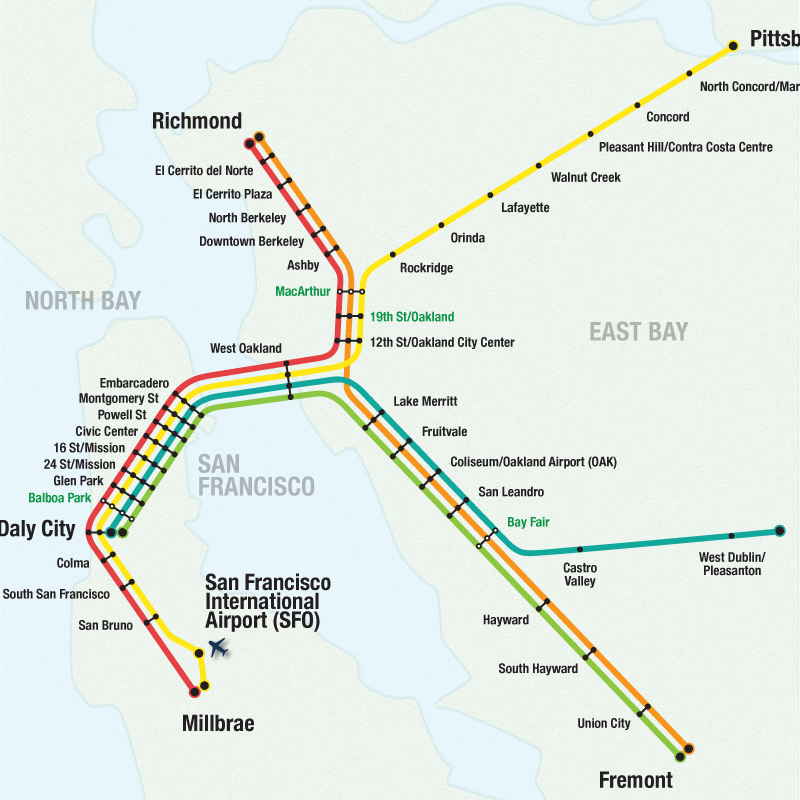 Pittsb
North Concord/Mar
Concord
Pleasant Hill/Contra Costa Centre
Walnut Creek
Lafayette
Orinda
Rockridge
Richmond
El Cerrito del Norte
El Cerrito Plaza
North Berkeley
Downtown Berkeley
Ashby
MacArthur
19th St/Oakland
12th St/Oakland City Center
NORTH BAY
EAST BAY
West Oakland
Embarcadero
Montgomery St
Powell St
Civic Center
16 St/Mission
24 St/Mission
Glen Park
Balboa Park
Daly City
SAN
FRANCISCO
Lake Merritt
Fruitvale
Coliseum/Oakland Airport (OAK)
San Leandro
Bay Fair
Castro
Valley
West Dublin/
Pleasanton
Colma
South San Francisco
San Bruno
San Francisco
International
Airport (SFO)
Millbrae
Hayward
South Hayward
Union City
Fremont